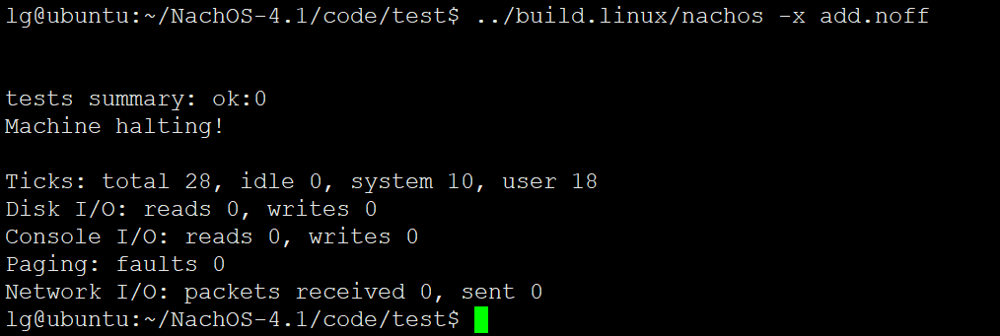 lg@ubuntu:~/NachOS-4.1/code/test$ ../build.linux/nachos -x add.noff
tests summary: ok:0
Machine halting!
Ticks: total 28, idle 0, system 10, user 18
Disk I/O: reads 0, writes 0
Console I/O: reads 0, writes 0
Paging: faults 0
Network I/O: packets received 0, sent 0
lg@ubuntu:~/NachOS-4.1/code/test$